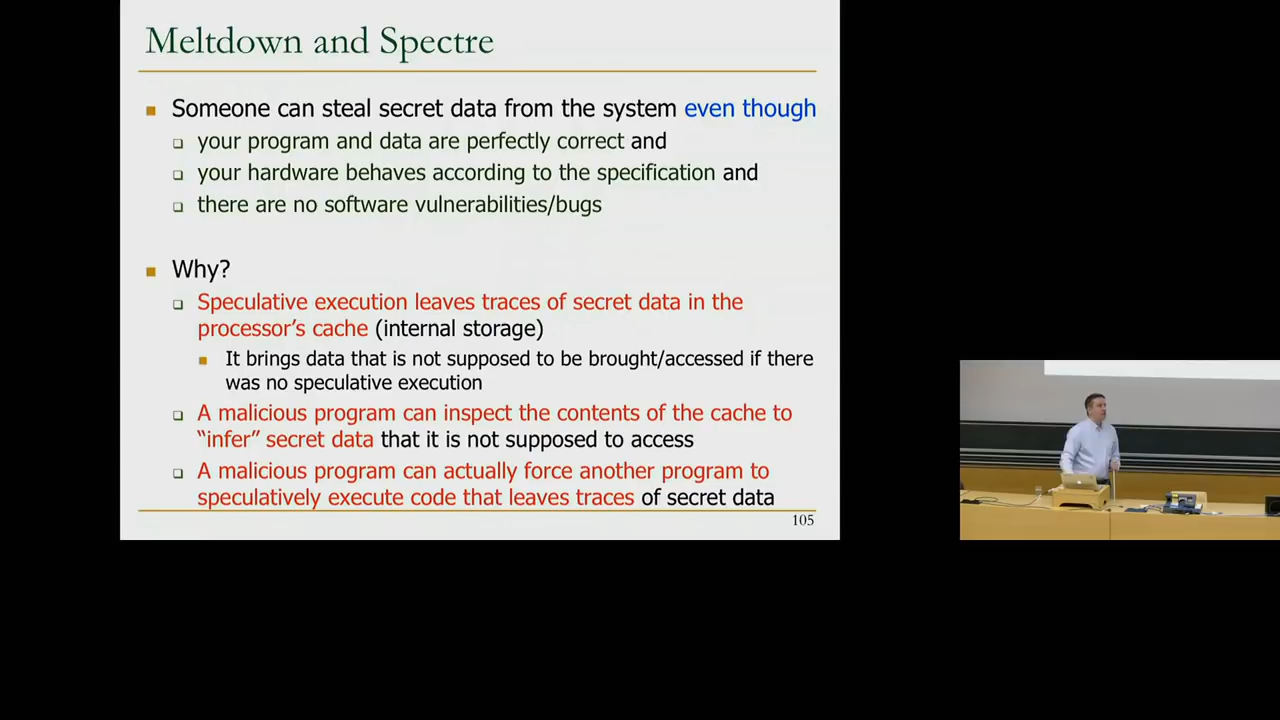 Meltdown and Spectre
Someone can steal secret data from the system even though
your program and data are perfectly correct and
your hardware behaves according to the specification and
there are no software vulnerabilities/bugs
Why?
Speculative execution leaves traces of secret data in the
processor’s cache (internal storage)
It brings data that is not supposed to be brought/accessed if there
was no speculative execution
A malicious program can inspect the contents of the cache to
“infer” secret data that it is not supposed to access
A malicious program can actually force another program to
speculatively execute code that leaves traces of secret data
105